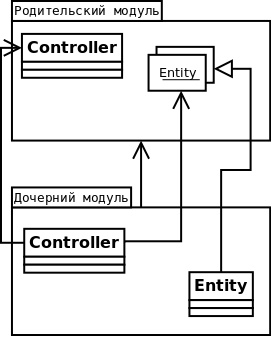 Родительский модуль
Controller
Entity
Дочерний модуль
Controller
Entity